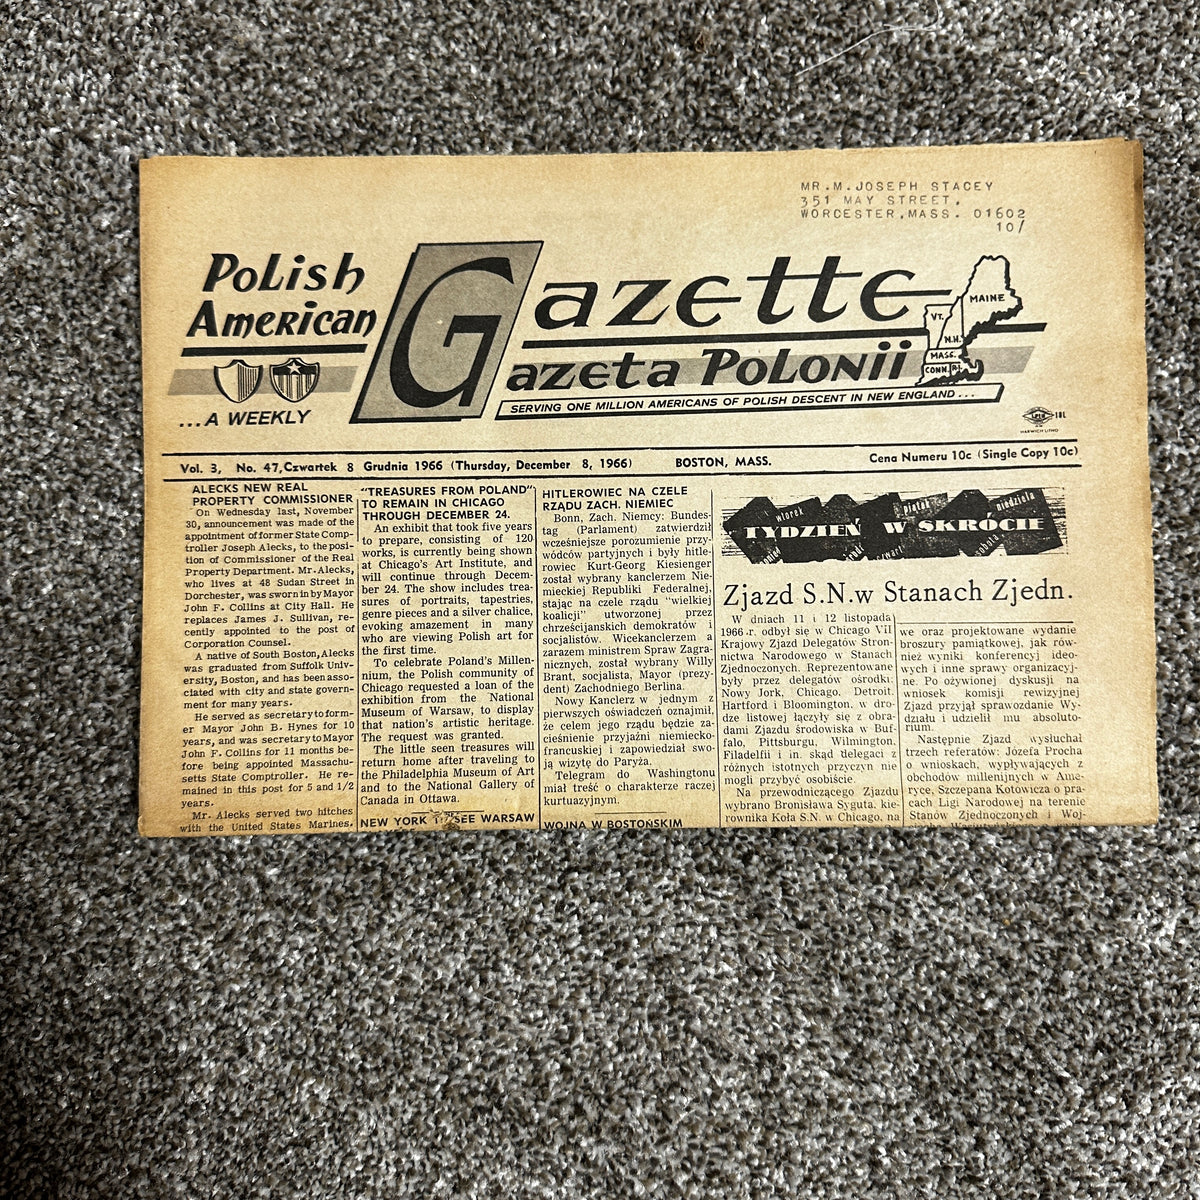 MR.M.JOSEPH STACEY
351 MAY STREET,
WORCESTER,MASS. 01602
10/
Polish
American
Gazette
Gazeta Polonii
...A WEEKLY
SERVING ONE MILLION AMERICANS OF POLISH DESCENT IN NEW ENGLAND...
MAINE
VT.
N.H.
MASS.
CONN.
R.I.
Vol. 3, No. 47, Czwartek 8 Grudnia 1966 (Thursday, December 8, 1966) BOSTON, MASS. Cena Numeru 10c (Single Copy 10c)
ALECKS NEW REAL
PROPERTY COMMISSIONER
On Wednesday last, November
30, announcement was made of the
appointment of former State Comp-
troller Joseph Alecks, to the posi-
tion of Commissioner of the Real
Property Department. Mr. Alecks,
who lives at 48 Sudan Street in
Dorchester, was sworn in by Mayor
John F. Collins at City Hall. He
replaces James J. Sullivan, re-
cently appointed to the post of
Corporation Counsel.
A native of South Boston, Alecks
was graduated from Suffolk Univ-
ersity, Boston, and has been asso-
ciated with city and state govern-
ment for many years.
He served as secretary to form-
er Mayor John B. Hynes for 10
years, and was secretary to Mayor
John F. Collins for 11 months be-
fore being appointed Massachu-
setts State Comptroller. He re-
mained in this post for 5 and 1/2
years.
Mr. Alecks served two hitches
with the United States Marines.
"TREASURES FROM POLAND"
TO REMAIN IN CHICAGO
THROUGH DECEMBER 24.
An exhibit that took five years
to prepare, consisting of 120
works, is currently being shown
at Chicago's Art Institute, and
will continue through Decem-
ber 24. The show includes trea-
sures of portraits, tapestries,
genre pieces and a silver chalice,
evoking amazement in many
who are viewing Polish art for
the first time.
To celebrate Poland's Millen-
nium, the Polish community of
Chicago requested a loan of the
exhibition from the National
Museum of Warsaw, to display
that nation's artistic heritage.
The request was granted.
The little seen treasures will
return home after traveling to
the Philadelphia Museum of Art
and to the National Gallery of
Canada in Ottawa.
NEW YORK SEE WARSAW
HITLEROWIEC NA CZELE
RZĄDU ZACH. NIEMIEC
Bonn, Zach. Niemcy: Bundes-
tag (Parlament) zatwierdził
wcześniejsze porozumienie przy-
wódców partyjnych i były hitle-
rowiec Kurt-Georg Kiesienger
został wybrany kanclerzem Nie-
mieckiej Republiki Federalnej,
stając na czele rządu "wielkiej
koalicji" utworzonej przez
chrześcijanskich demokratów i
socjalistów. Wicekanclerzem a
zarazem ministrem Spraw Zagra-
nicznych, został wybrany Willy
Brant, socjalista, Mayor (prezy-
dent) Zachodniego Berlina.
Nowy Kanclerz w jednym z
pierwszych oświadczeń oznajmił,
że celem jego rządu będzie za-
cieśnienie przyjaźni niemiecko-
francuskiej i zapowiedział swo-
ją wizytę do Paryża.
Telegram do Washingtonu
miał treść o charakterze raczej
kurtuazyjnym.
WOJNA W BOSTOŃSKIM
wtorek
piątek
niedziela
TYDZIEŃ W SKRÓCIE
sobota
Zjazd S.N.w Stanach Zjedn.
W dniach 11 i 12 listopada
1966 r. odbył się w Chicago VII
Krajowy Zjazd Delegatów Stron-
nictwa Narodowego w Stanach
Zjednoczonych. Reprezentowane
były przez delegatów ośrodki:
Nowy Jork, Chicago, Detroit,
Hartford i Bloomington, w dro-
dze listowej łączyły się z obra-
dami Zjazdu środowiska w Buf-
falo, Pittsburgu, Wilmington,
Filadelfii i in. skąd delegaci z
różnych istotnych przyczyn nie
mogli przybyć osobiście.
Na przewodniczącego Zjazdu
wybrano Bronisława Syguta, kie-
rownika Koła S.N. w Chicago, na
we oraz projektowane wydanie
broszury pamiątkowej, jak rów-
nież wyniki konferencji ideo-
wych i inne sprawy organizacyj-
ne. Po ożywionej dyskusji na
wniosek komisji rewizyjnej
Zjazd przyjął sprawozdanie Wy-
działu i udzielił mu absoluto-
rium.
Następnie Zjazd wysłuchał
trzech referatów: Józefa Procha
o wnioskach, wypływających z
obchodów millenijnych w Ame-
ryce, Szczepana Kotowicza o pra-
cach Ligi Narodowej na terenie
Stanów Zjednoczonych i Woj-